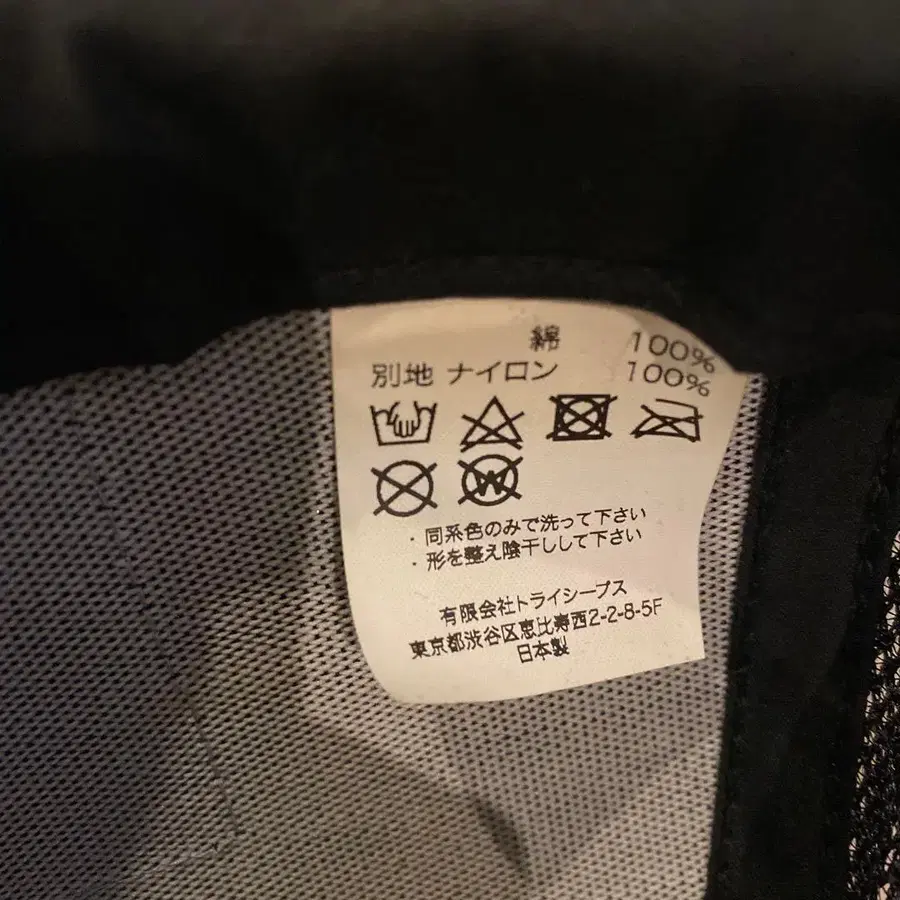 綿 100%
別地 ナイロン 100%
・同系色のみで洗って下さい
・形を整え陰干しして下さい
有限会社トライシープス
東京都渋谷区恵比寿西2-2-8-5F
日本製